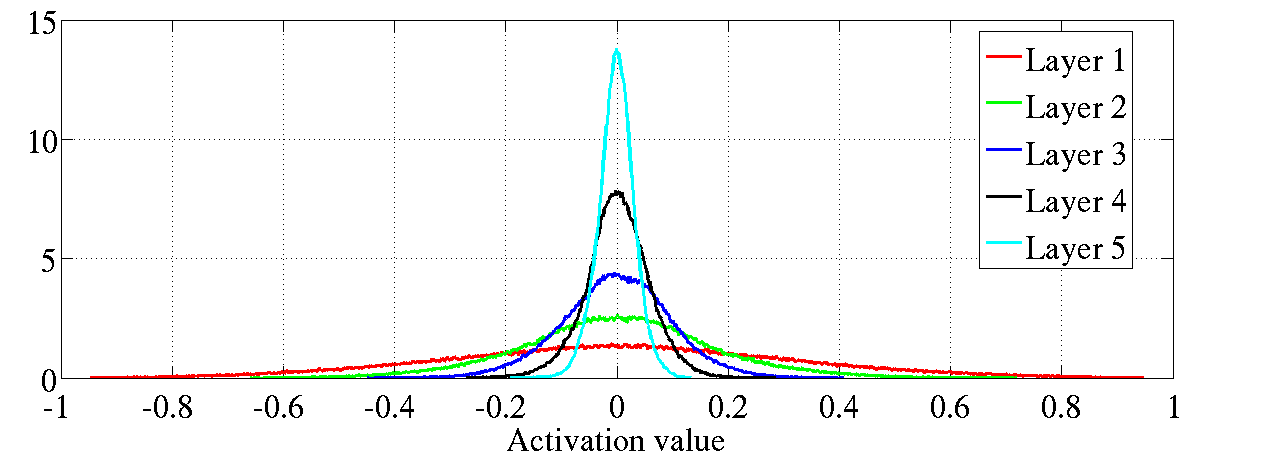 15
10
5
0
-1 -0.8 -0.6 -0.4 -0.2 0 0.2 0.4 0.6 0.8 1
Activation value
Layer 1
Layer 2
Layer 3
Layer 4
Layer 5